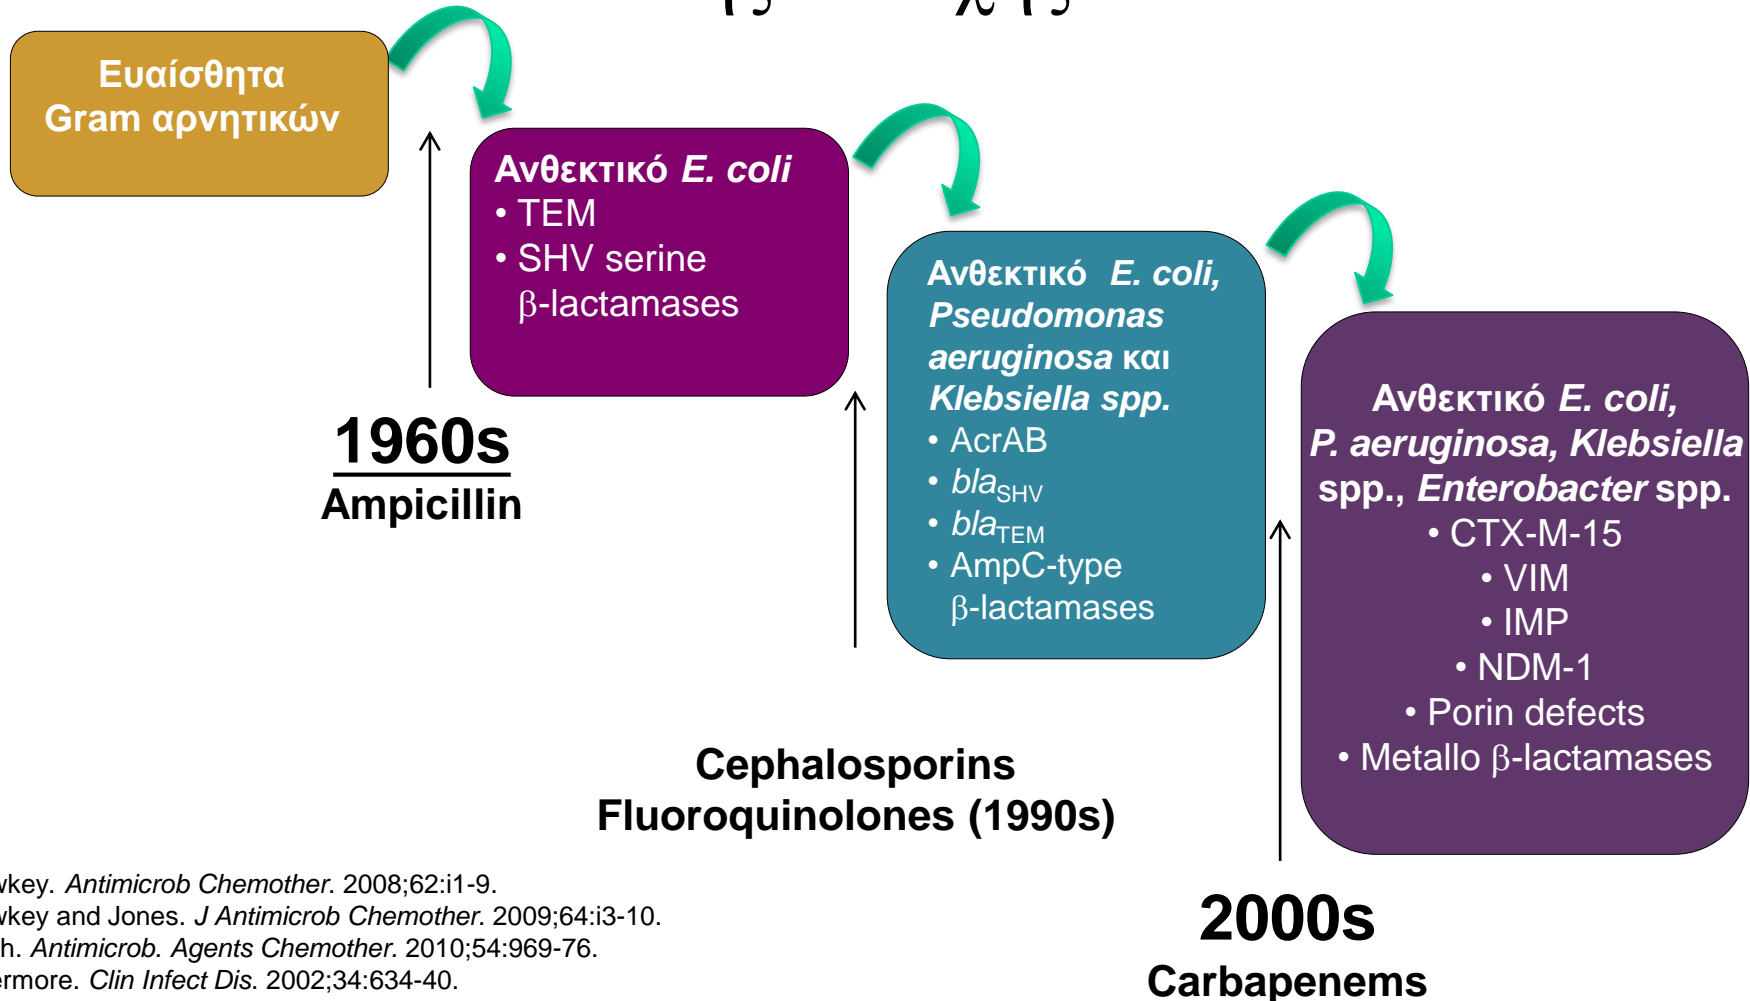 Ευαίσθητα
Gram αρνητικών
Ανθεκτικό E. coli
• TEM
• SHV serine
β-lactamases
1960s
Ampicillin
Ανθεκτικό E. coli,
Pseudomonas
aeruginosa και
Klebsiella spp.
• AcrAB
• blaSHV
• blaTEM
• AmpC-type
β-lactamases
Cephalosporins
Fluoroquinolones (1990s)
Ανθεκτικό E. coli,
P. aeruginosa, Klebsiella
spp., Enterobacter spp.
• CTX-M-15
• VIM
• IMP
• NDM-1
• Porin defects
• Metallo β-lactamases
2000s
Carbapenems
wkey. Antimicrob Chemother. 2008;62:i1-9.
wkey and Jones. J Antimicrob Chemother. 2009;64:i3-10.
h. Antimicrob. Agents Chemother. 2010;54:969-76.
ermore. Clin Infect Dis. 2002;34:634-40.